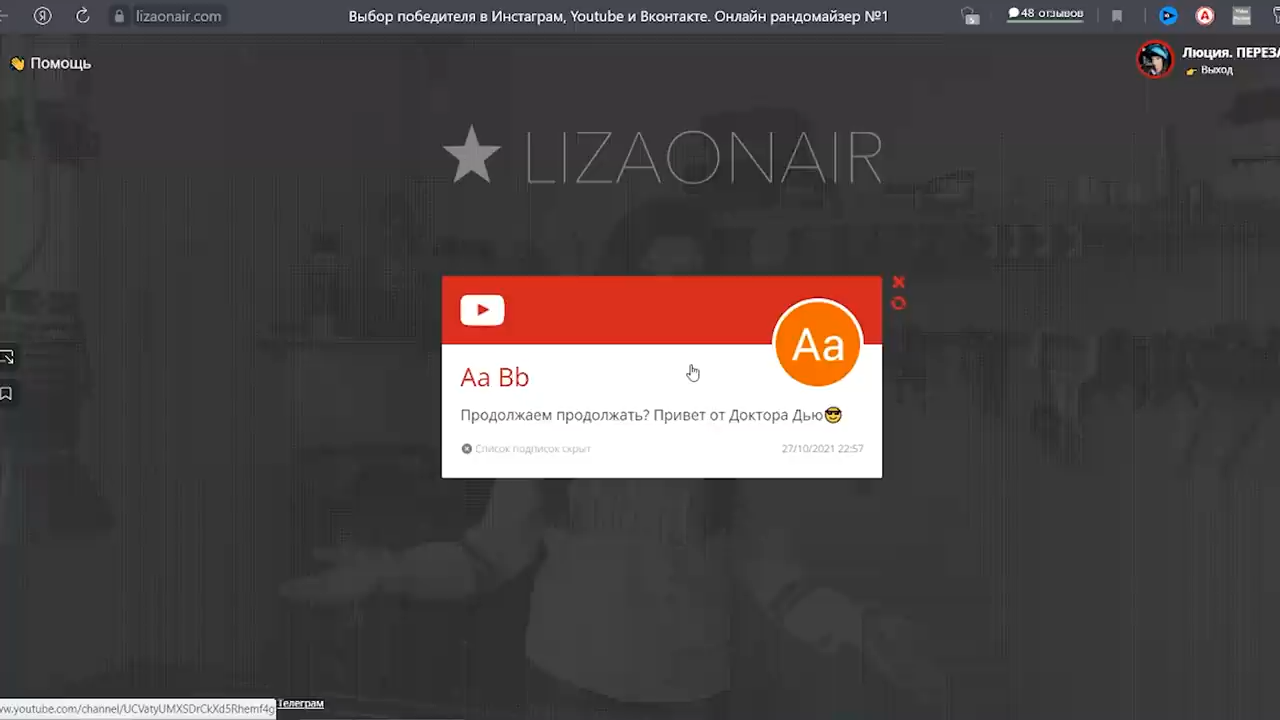 lizaonair.com
Выбор победителя в Инстаграм, Youtube и Вконтакте. Онлайн рандомайзер №1
48 отзывов
Помощь
Люция. ПЕРЕЗА
Выход
LIZAONAIR
Aa
Aa Bb
Продолжаем продолжать? Привет от Доктора Дью😎
Список подписок скрыт
27/10/2021 22:57
ww.youtube.com/channel/UCVatyUMXSDrCkXd5Rhemf4g
Телеграм